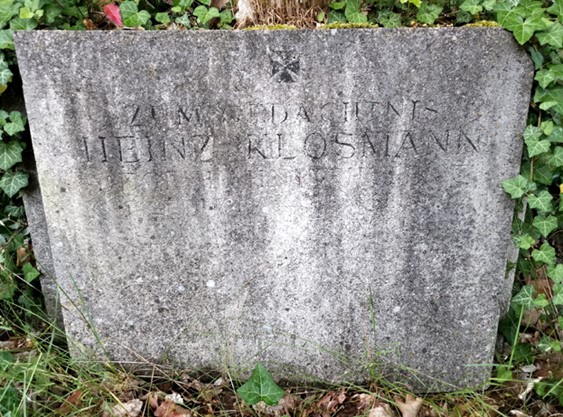 ZUM GEDÄCHTNIS
HEINZ KLOSMANN